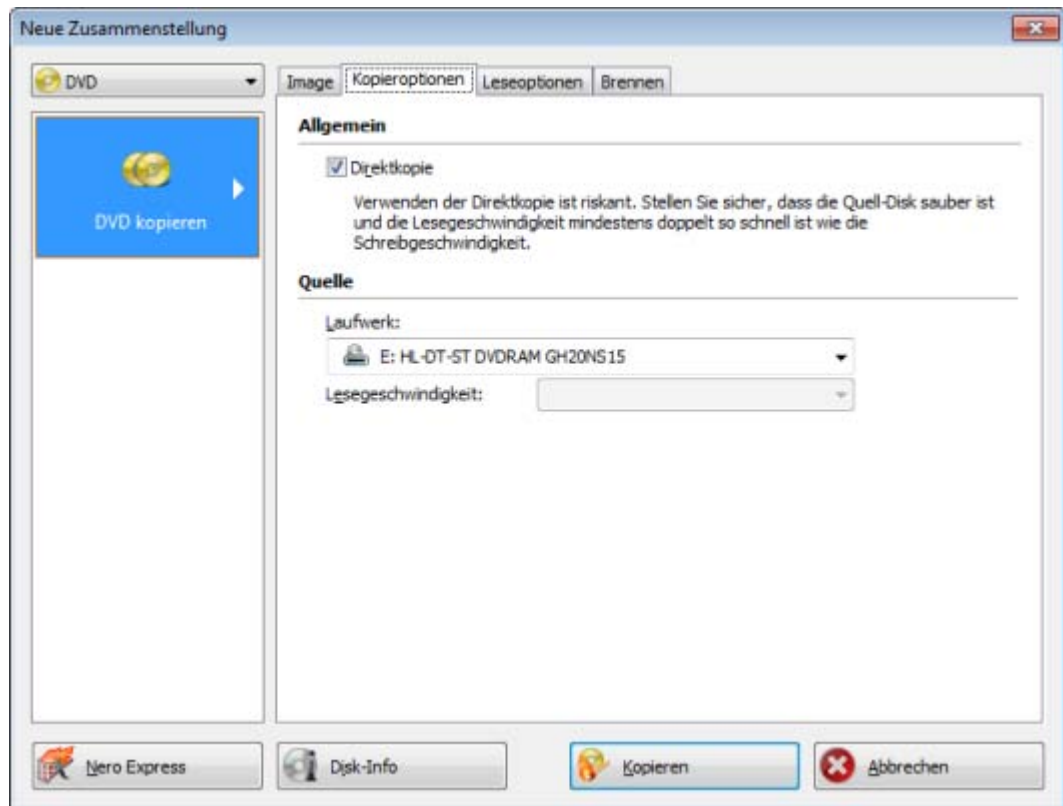 Neue Zusammenstellung
DVD
Image Kopieroptionen Leseoptionen Brennen
DVD kopieren
Allgemein
Direktkopie
Verwenden der Direktkopie ist riskant. Stellen Sie sicher, dass die Quell-Disk sauber ist
und die Lesegeschwindigkeit mindestens doppelt so schnell ist wie die
Schreibgeschwindigkeit.
Quelle
Laufwerk:
E: HL-DT-ST DVDRAM GH20NS15
Lesegeschwindigkeit:
Nero Express
Disk-Info
Kopieren
Abbrechen